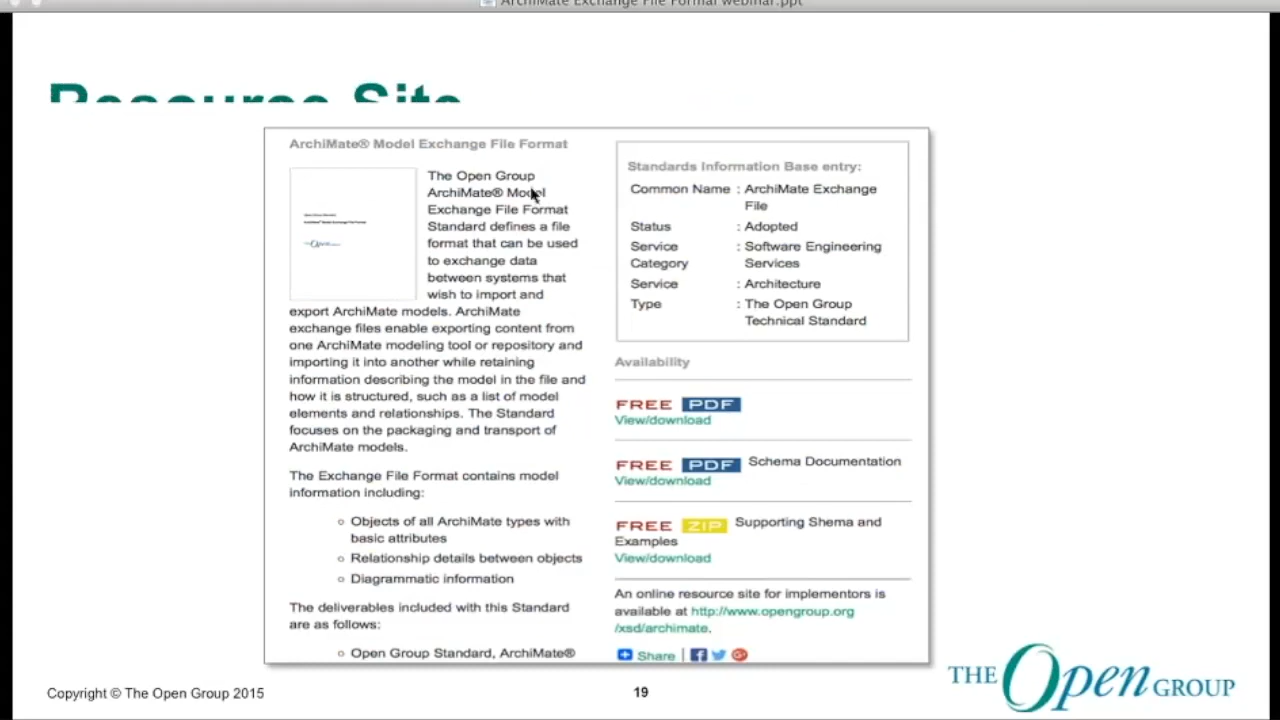 ArchiMate Exchange File Format webinar.ppt
Resource Site
ArchiMate® Model Exchange File Format
The Open Group
ArchiMate® Model
Exchange File Format
Standard defines a file
format that can be used
to exchange data
between systems that
wish to import and
export ArchiMate models. ArchiMate
exchange files enable exporting content from
one ArchiMate modeling tool or repository and
importing it into another while retaining
information describing the model in the file and
how it is structured, such as a list of model
elements and relationships. The Standard
focuses on the packaging and transport of
ArchiMate models.
The Exchange File Format contains model
information including:
○ Objects of all ArchiMate types with
basic attributes
○ Relationship details between objects
○ Diagrammatic information
The deliverables included with this Standard
are as follows:
○ Open Group Standard, ArchiMate®
Standards Information Base entry:
Common Name : ArchiMate Exchange
File
Status : Adopted
Service : Software Engineering
Category Services
Service : Architecture
Type : The Open Group
Technical Standard
Availability
FREE PDF
View/download
FREE PDF Schema Documentation
View/download
FREE ZIP Supporting Shema and
Examples
View/download
An online resource site for implementors is
available at http://www.opengroup.org
/xsd/archimate.
Share
Copyright © The Open Group 2015
19
THE Open GROUP